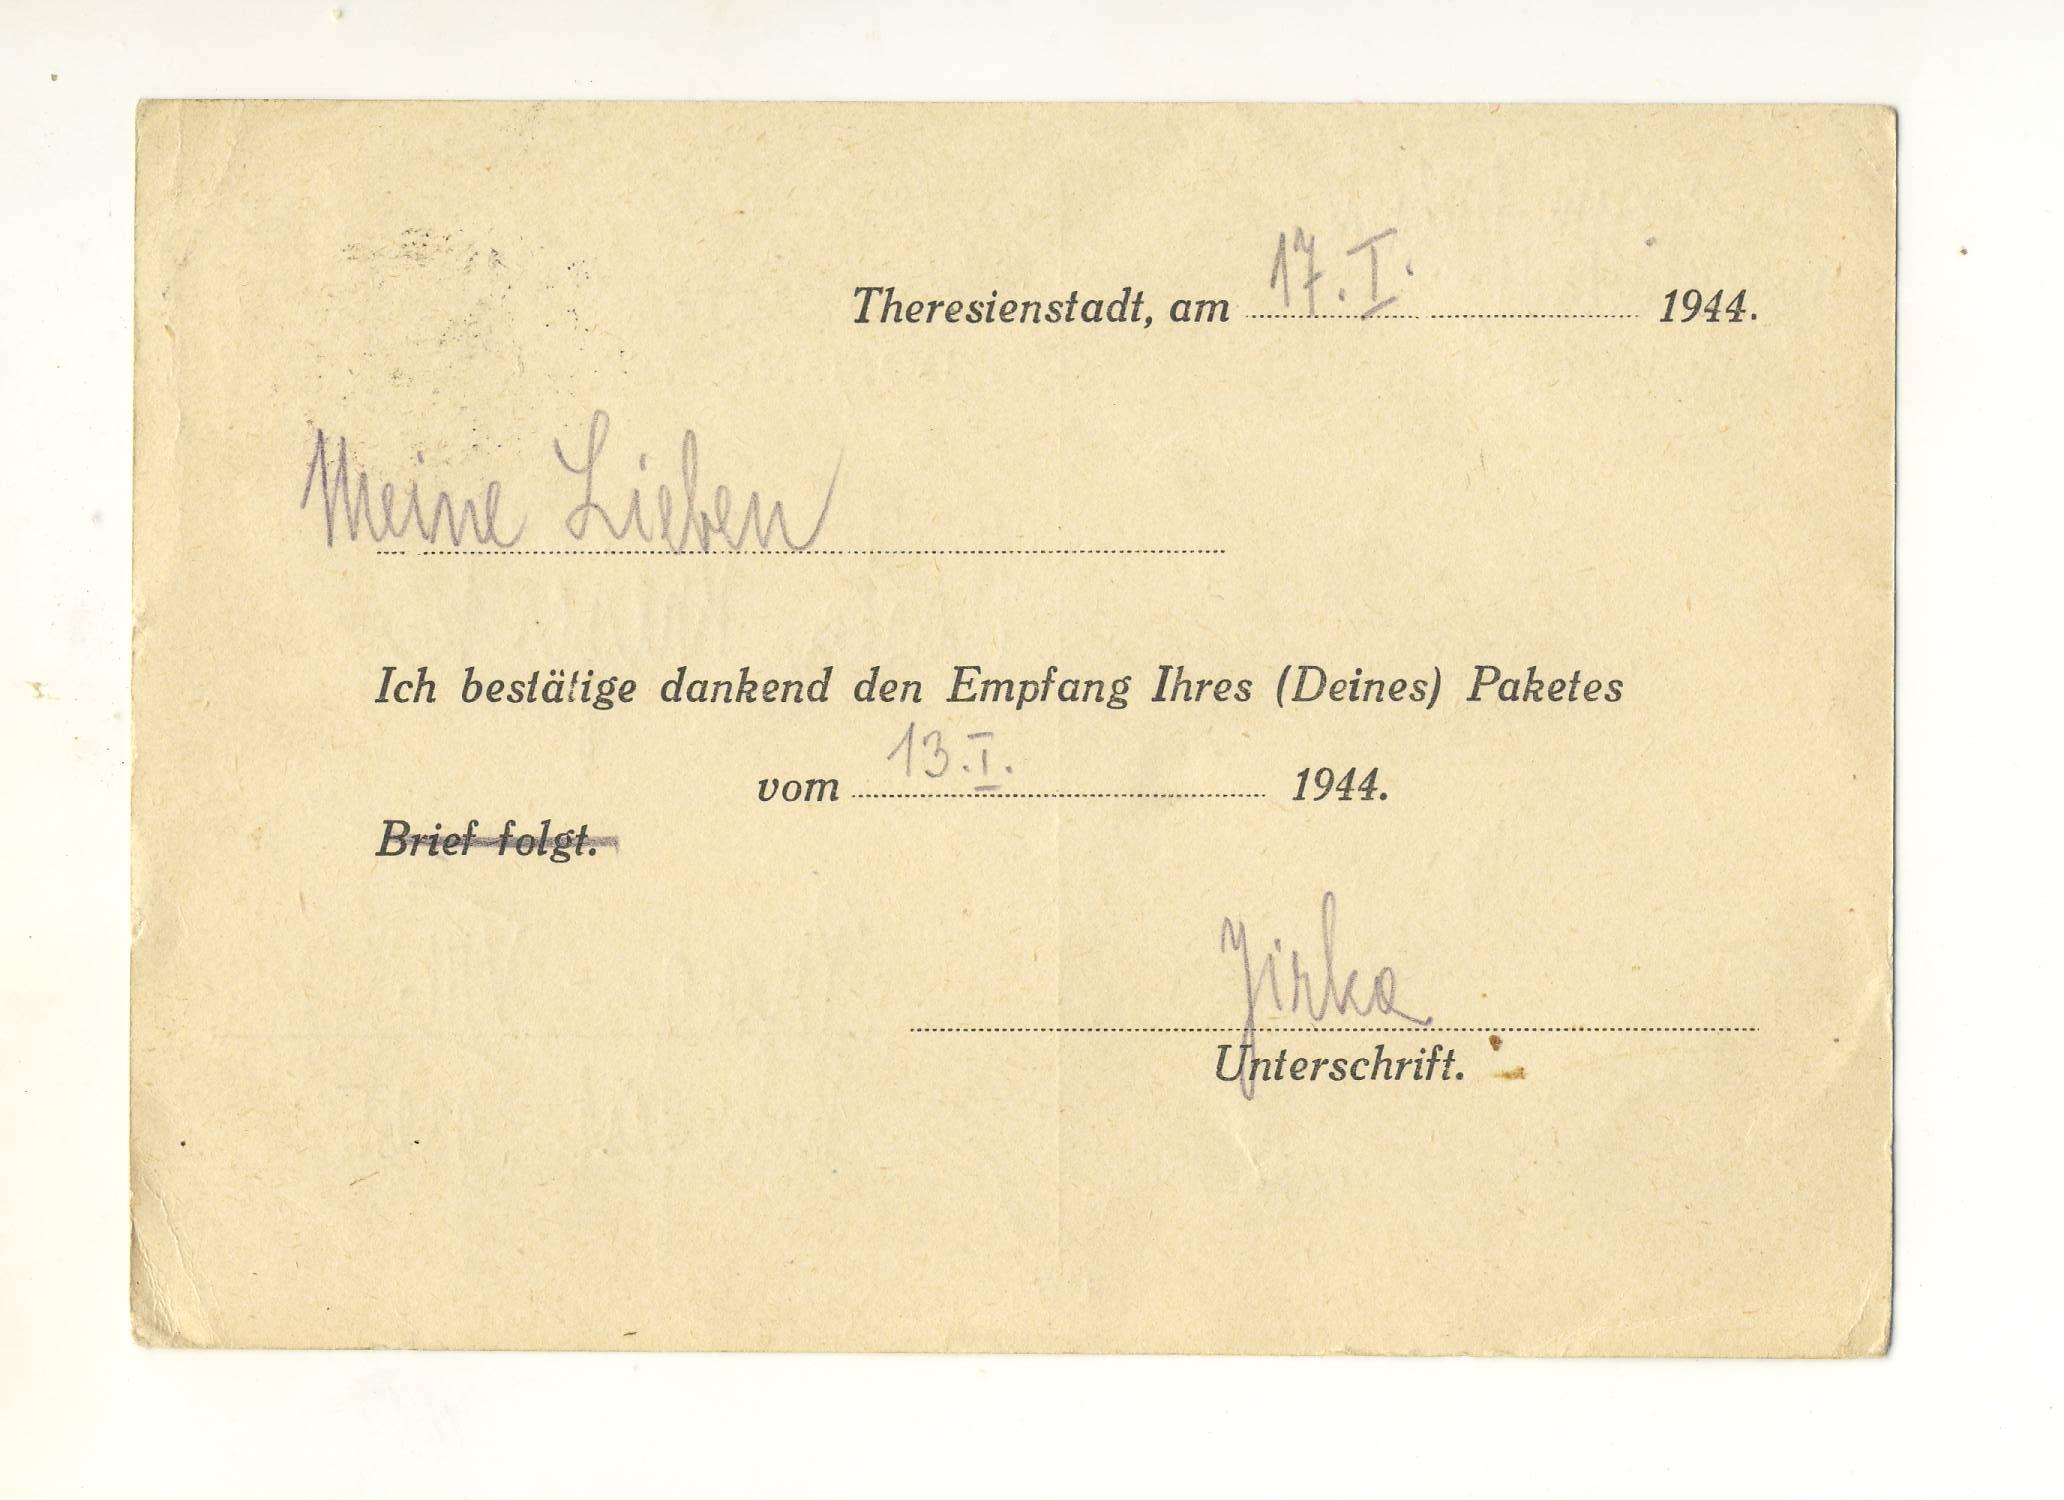 Theresienstadt, am 17. I. 1944.
Meine Lieben
Ich bestätige dankend den Empfang Ihres (Deines) Paketes
vom 13. I. 1944.
Brief folgt.
Jirka
Unterschrift.